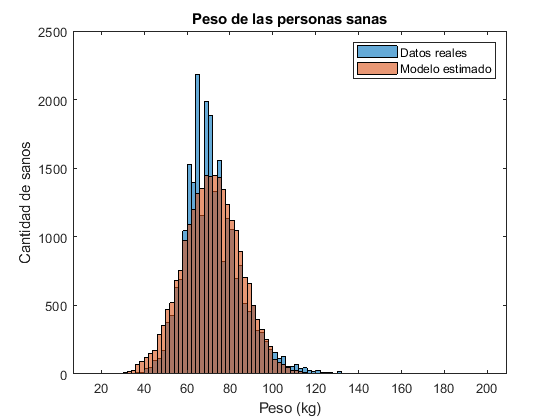 Peso de las personas sanas
Datos reales
Modelo estimado
2500
2000
1500
1000
500
0
Cantidad de sanos
20 40 60 80 100 120 140 160 180 200
Peso (kg)